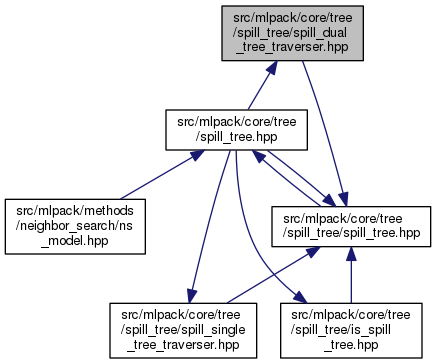 src/mlpack/core/tree
/spill_tree/spill_dual
_tree_traverser.hpp
src/mlpack/core/tree
/spill_tree.hpp
src/mlpack/methods
/neighbor_search/ns
_model.hpp
src/mlpack/core/tree
/spill_tree/spill_tree.hpp
src/mlpack/core/tree
/spill_tree/spill_single
_tree_traverser.hpp
src/mlpack/core/tree
/spill_tree/is_spill
_tree.hpp